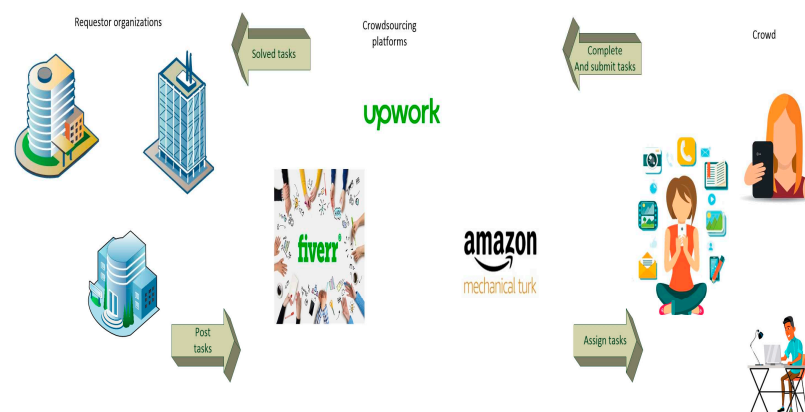 Requestor organizations
Solved tasks
Crowdsourcing
platforms
Complete
And submit tasks
Crowd
upwork
fiverr
amazon
mechanical turk
Post
tasks
Assign tasks